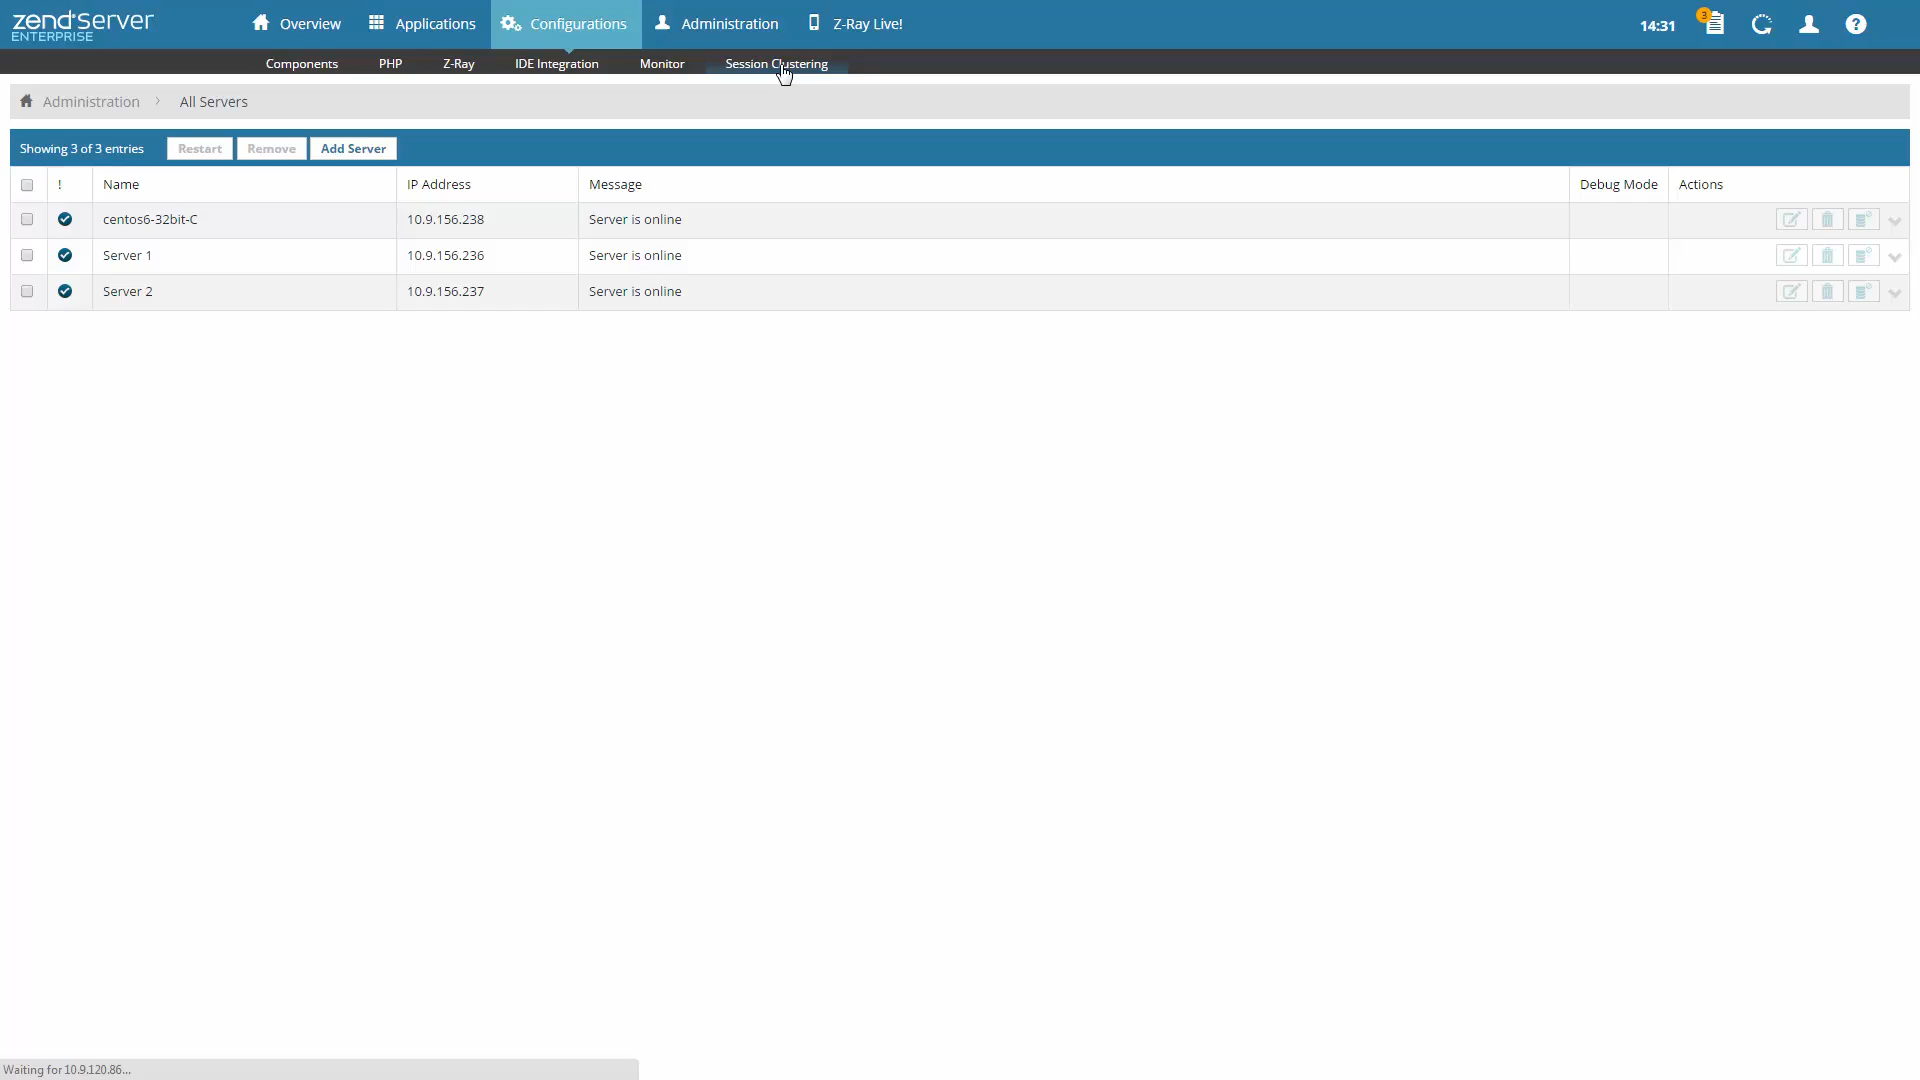 zend server
ENTERPRISE
Overview Applications Configurations Administration Z-Ray Live! 14:31 3 ?
Components PHP Z-Ray IDE Integration Monitor Session Clustering
Administration > All Servers
Showing 3 of 3 entries Restart Remove Add Server
! Name IP Address Message Debug Mode Actions
centos6-32bit-C 10.9.156.238 Server is online
Server 1 10.9.156.236 Server is online
Server 2 10.9.156.237 Server is online
Waiting for 10.9.120.86...